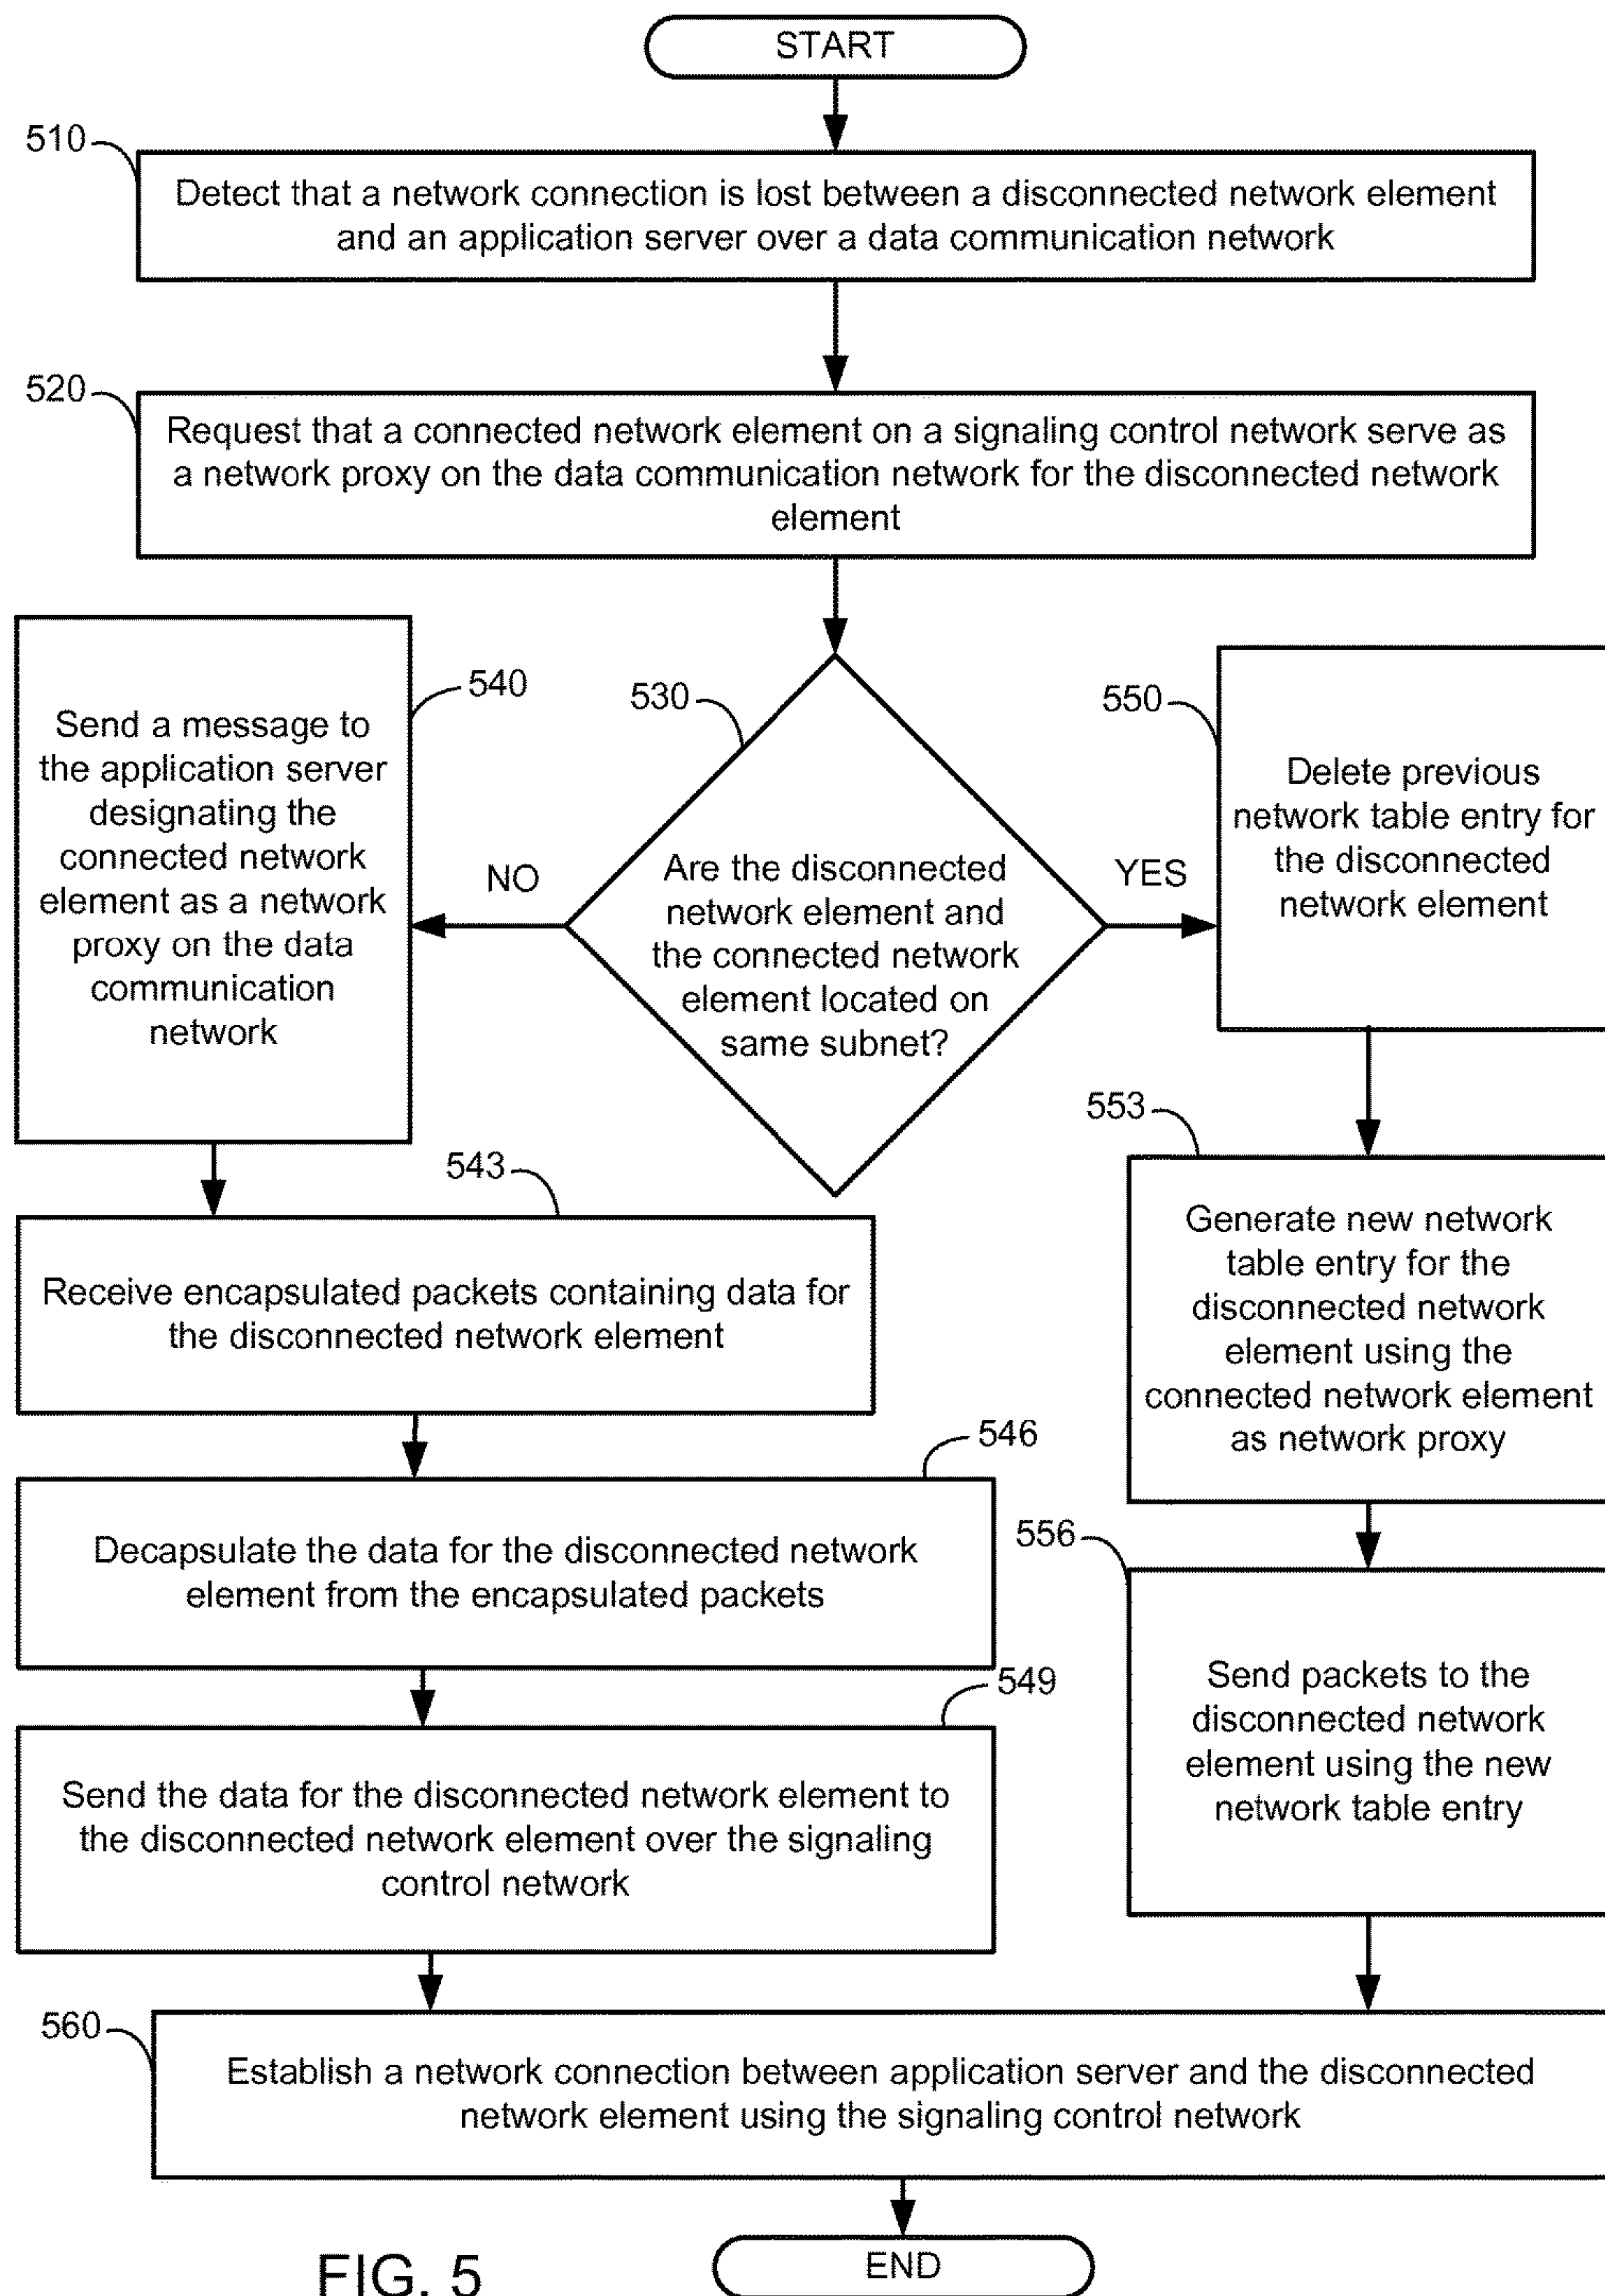 START
510
Detect that a network connection is lost between a disconnected network element
and an application server over a data communication network
520
Request that a connected network element on a signaling control network serve as
a network proxy on the data communication network for the disconnected network
element
540
Send a message to
the application server
designating the
connected network
element as a network
proxy on the data
communication
network
530
NO
Are the disconnected
network element and
the connected network
element located on
same subnet?
YES
550
Delete previous
network table entry for
the disconnected
network element
543
Receive encapsulated packets containing data for
the disconnected network element
553
Generate new network
table entry for the
disconnected network
element using the
connected network element
as network proxy
546
Decapsulate the data for the disconnected network
element from the encapsulated packets
556
Send packets to the
disconnected network
element using the new
network table entry
549
Send the data for the disconnected network element to
the disconnected network element over the signaling
control network
560
Establish a network connection between application server and the disconnected
network element using the signaling control network
END
FIG. 5